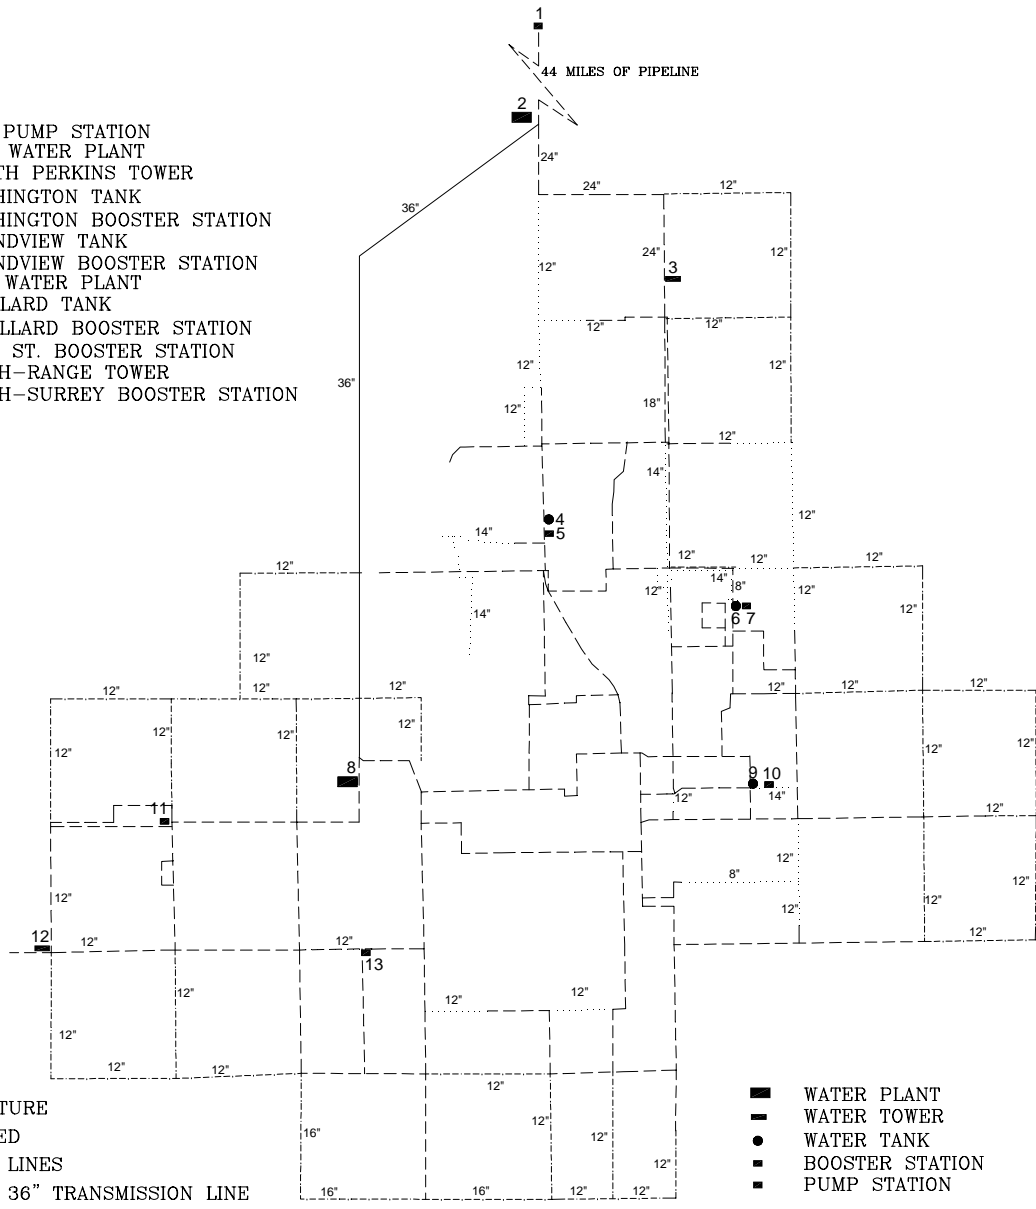 1
44 MILES OF PIPELINE
2
PUMP STATION
WATER PLANT
TH PERKINS TOWER
HINGTON TANK
HINGTON BOOSTER STATION
NDVIEW TANK
NDVIEW BOOSTER STATION
WATER PLANT
LARD TANK
LLARD BOOSTER STATION
ST. BOOSTER STATION
H-RANGE TOWER
H-SURREY BOOSTER STATION
24"
24" 12"
36"
24" 12"
12" 3
12" 12"
12" 12"
36"
12" 18"
12"
14"
4
12"
14" 5
12" 12" 12"
12" 14" 8" 12"
12" 12"
14" 6 7
12"
12" 12" 12" 12" 12" 12"
12" 12" 12" 12"
12" 12"
8 9 10
12" 14"
11 12"
12"
8" 12"
12" 12" 12"
12 12" 12" 12"
13
12" 12" 12"
12"
12" 12"
12"
TURE WATER PLANT
WATER TOWER
ED 16" 12" 12" WATER TANK
LINES 12" BOOSTER STATION
36" TRANSMISSION LINE 16" 16" 12" 12" PUMP STATION